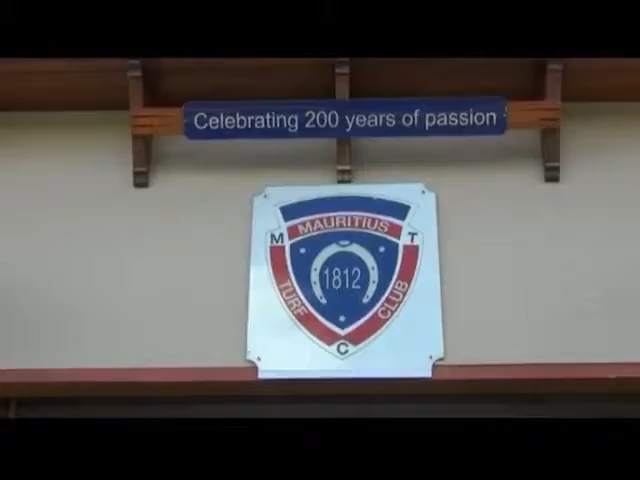 Celebrating 200 years of passion
MAURITIUS
M T
1812
TURF CLUB
C